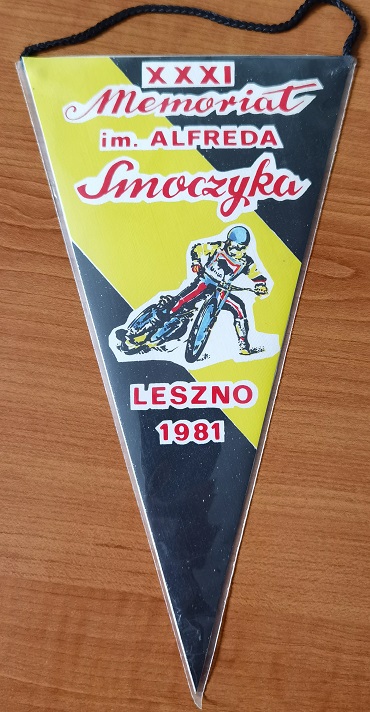 XXXI
Memoriał
im. ALFREDA
Smoczyka
LESZNO
1981